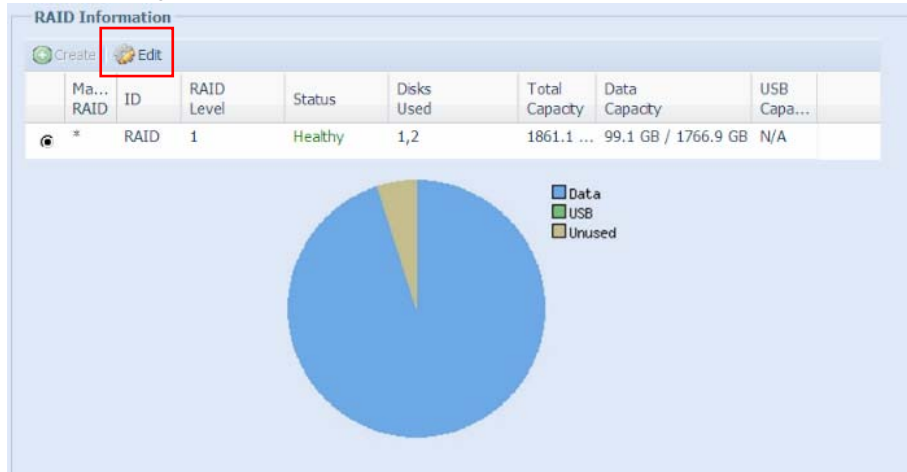 RAID Information
Create Edit
Ma... RAID ID RAID Level Status Disks Used Total Capacity Data Capacity USB Capa...
* RAID 1 Healthy 1,2 1861.1 ... 99.1 GB / 1766.9 GB N/A
Data
USB
Unused